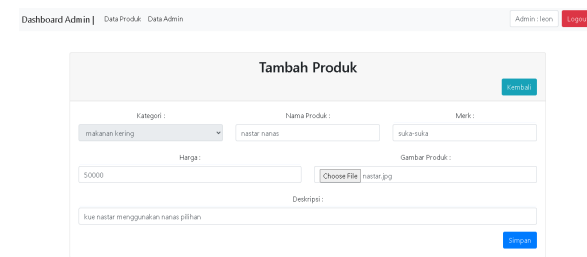 Dashboard Admin | Data Produk Data Admin Admin : leon Logout
Tambah Produk
Kembali
Kategori : Nama Produk : Merk :
makanan kering nastar nanas suka-suka
Harga : Gambar Produk :
50000 Choose File nastar.jpg
Deskripsi :
kue nastar menggunakan nanas pilihan
Simpan